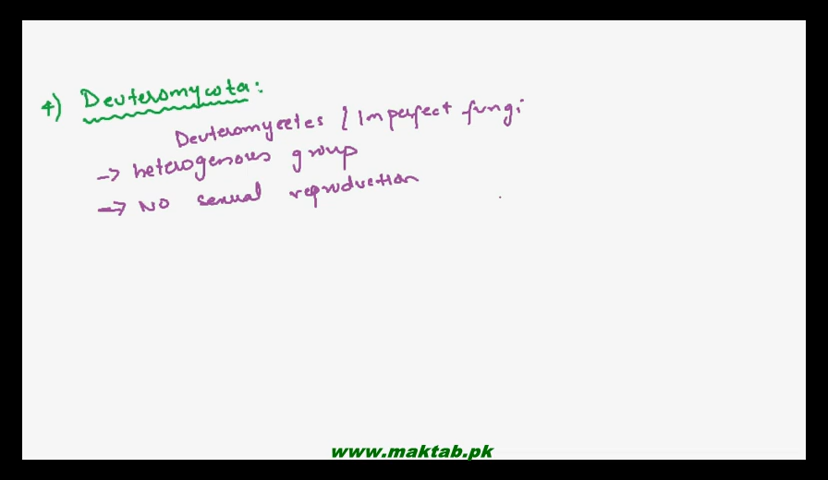 4) Deuteromycota:
Deuteromycetes / Imperfect fungi
-> heterogenous group
-> No sexual reproduction
www.maktab.pk